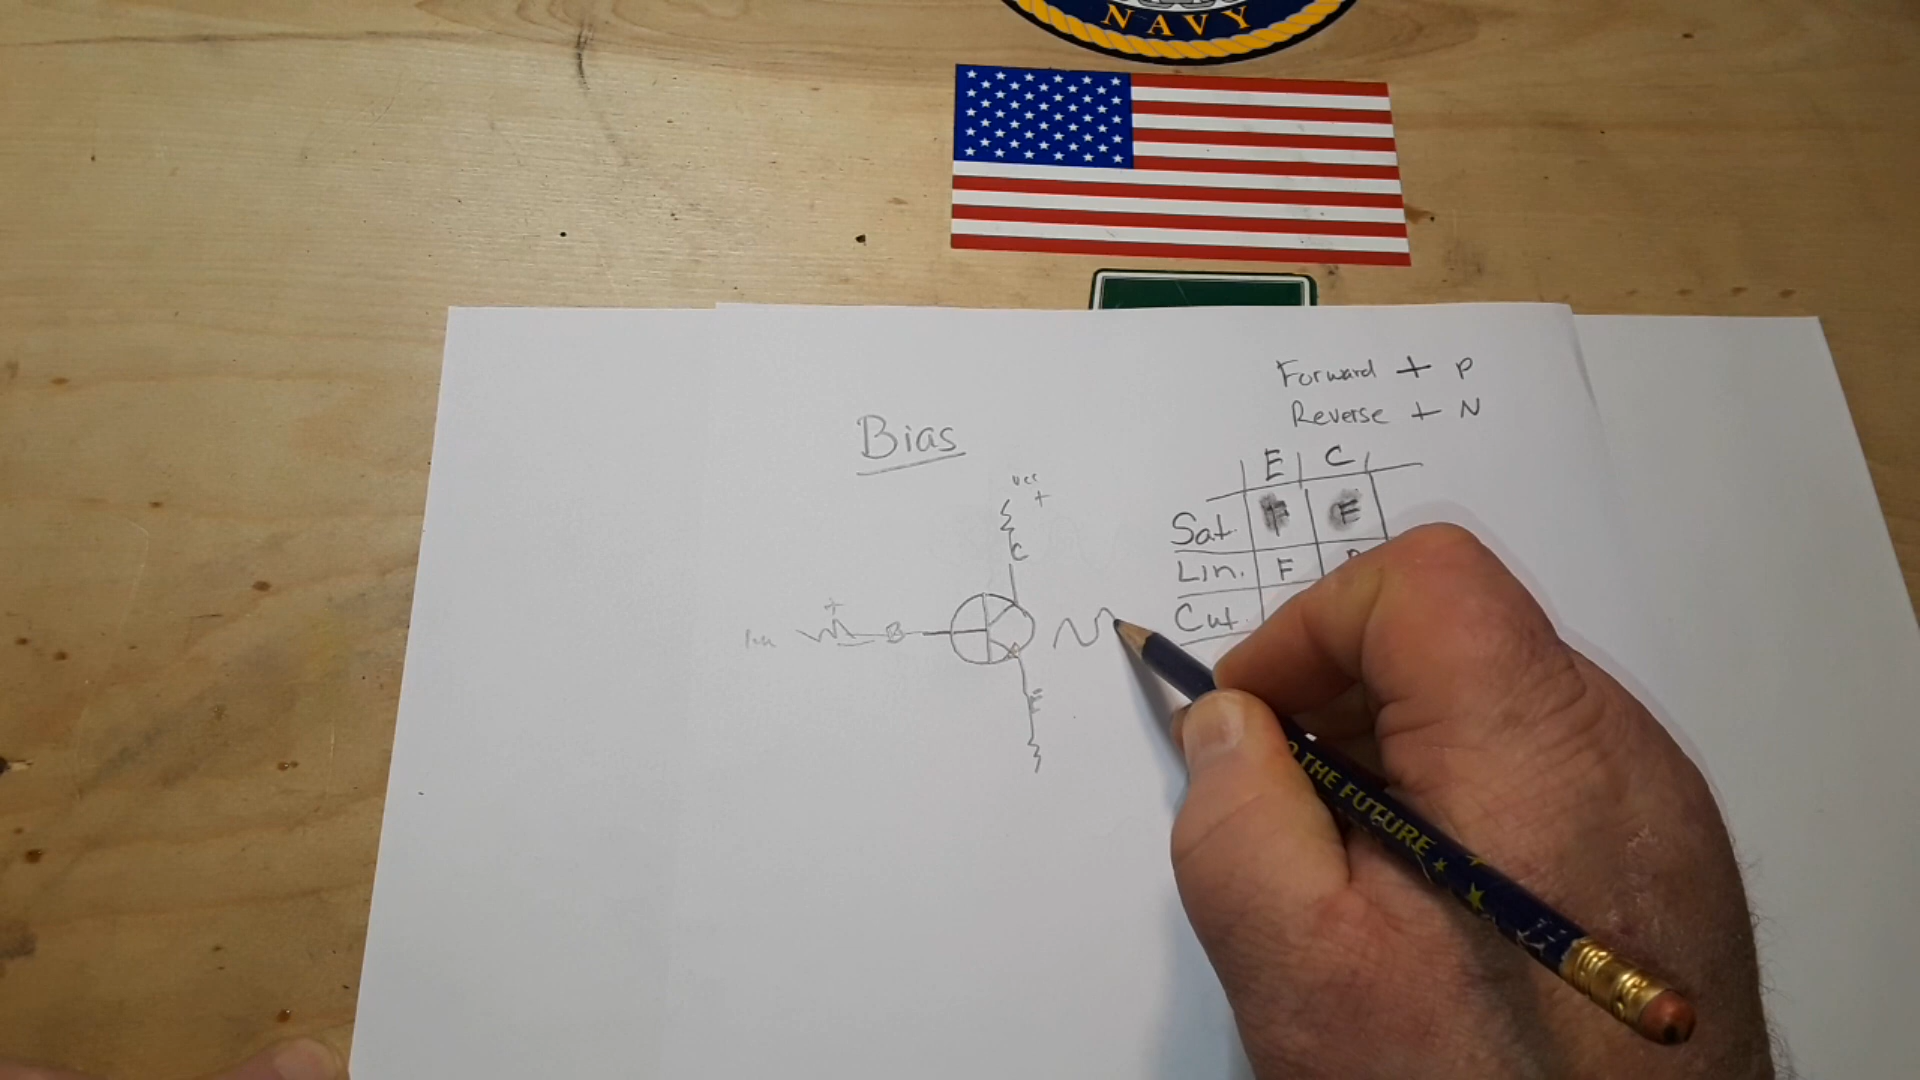 NAVY
Forward + P
Reverse + N
Bias
E C
Vcc
+
Sat. F F
C
Lin. F
+
B
Cut.
E
THE FUTURE